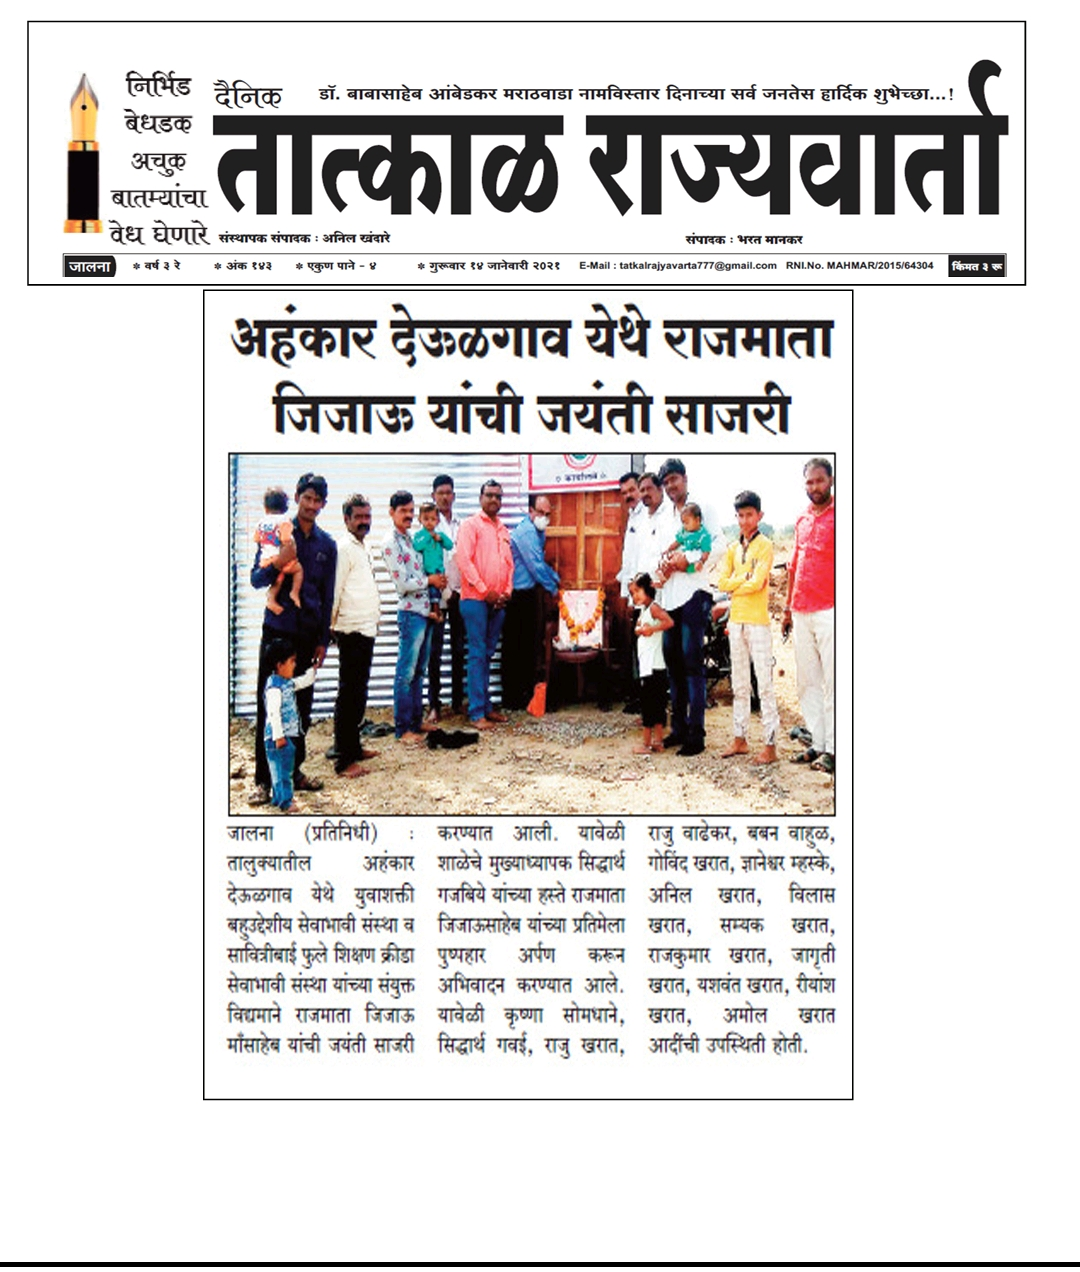 निर्भिड
बेधडक
अचुक
बातम्यांचा
वेध घेणारे
दैनिक
डॉ. बाबासाहेब आंबेडकर मराठवाडा नामविस्तार दिनाच्या सर्व जनतेस हार्दिक शुभेच्छा...!
तात्काळ राज्यवार्ता
संस्थापक संपादक : अनिल खंदारे
संपादक : भरत मानकर
जालना * वर्ष ३ रे * अंक १४३ * एकुण पाने - ४ * गुरूवार १४ जानेवारी २०२१ E-Mail : tatkalrajyavarta777@gmail.com RNI.No. MAHMAR/2015/64304 किंमत ३ रू
अहंकार देऊळगाव येथे राजमाता
जिजाऊ यांची जयंती साजरी
कार्यालय
जालना (प्रतिनिधी) :
तालुक्यातील अहंकार
देऊळगाव येथे युवाशक्ती
बहुउद्देशीय सेवाभावी संस्था व
सावित्रीबाई फुले शिक्षण क्रीडा
सेवाभावी संस्था यांच्या संयुक्त
विद्यमाने राजमाता जिजाऊ
माँसाहेब यांची जयंती साजरी
करण्यात आली. यावेळी
शाळेचे मुख्याध्यापक सिद्धार्थ
गजबिये यांच्या हस्ते राजमाता
जिजाऊसाहेब यांच्या प्रतिमेला
पुष्पहार अर्पण करून
अभिवादन करण्यात आले.
यावेळी कृष्णा सोमधाने,
सिद्धार्थ गवई, राजु खरात,
राजु वाढेकर, बबन वाहुळ,
गोविंद खरात, ज्ञानेश्वर म्हस्के,
अनिल खरात, विलास
खरात, सम्यक खरात,
राजकुमार खरात, जागृती
खरात, यशवंत खरात, रीयांश
खरात, अमोल खरात
आदींची उपस्थिती होती.